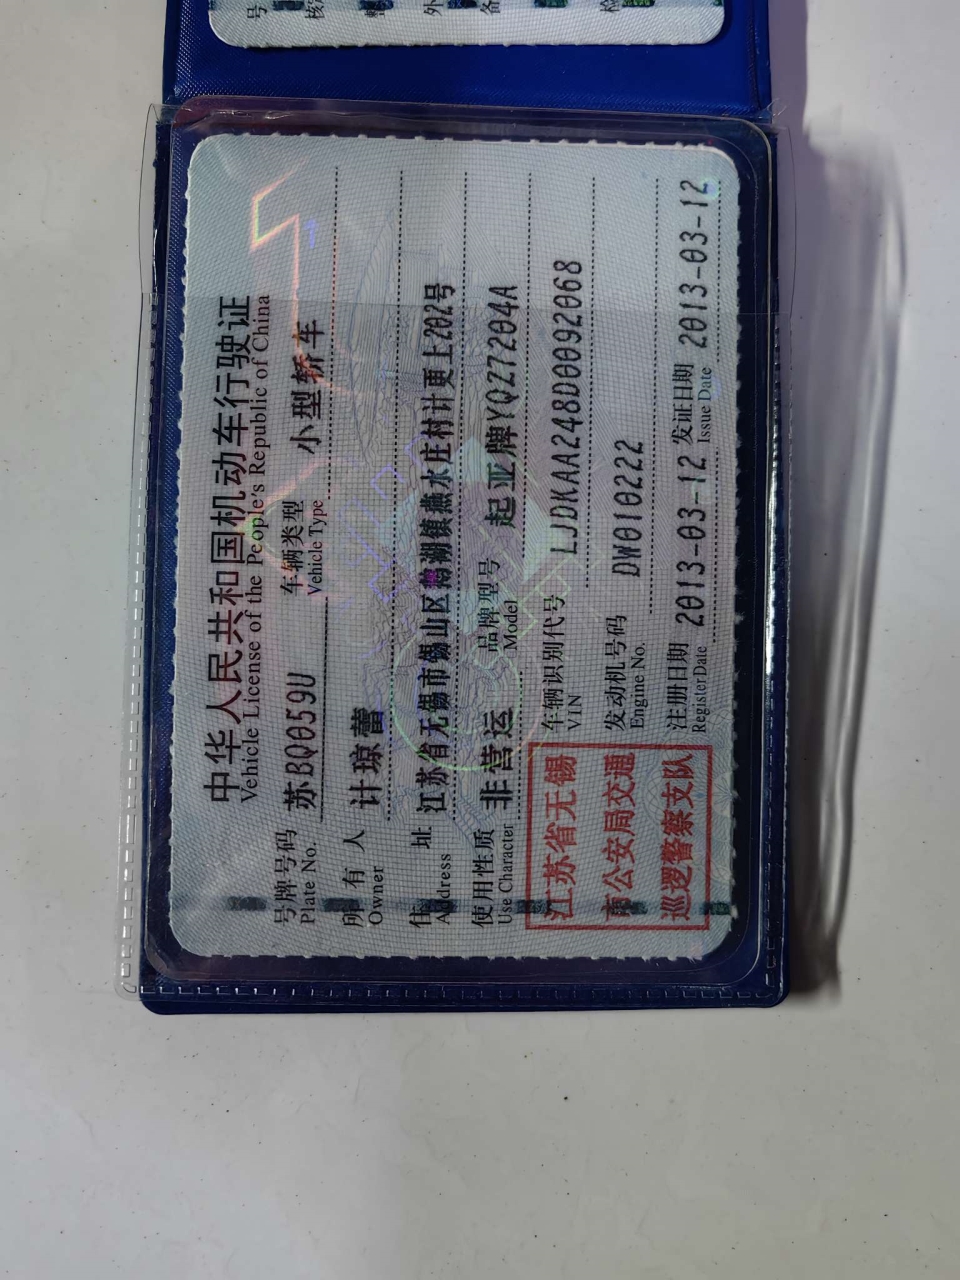 中华人民共和国机动车行驶证
Vehicle License of the People's Republic of China
号牌号码 苏BQ059U 车辆类型 小型轿车
Plate No. Vehicle Type
所有人 计琼蕾
Owner
住址 江苏省无锡市锡山区鹅湖镇燕水庄村计更上202号
Address
使用性质 非营运 品牌型号 起亚牌YQZ7204A
Use Character Model
江苏省无锡
市公安局交通
巡逻警察支队
车辆识别代号 LJDKAA248D0092068
VIN
发动机号码 DW010222
Engine No.
注册日期 2013-03-12 发证日期 2013-03-12
Register Date Issue Date